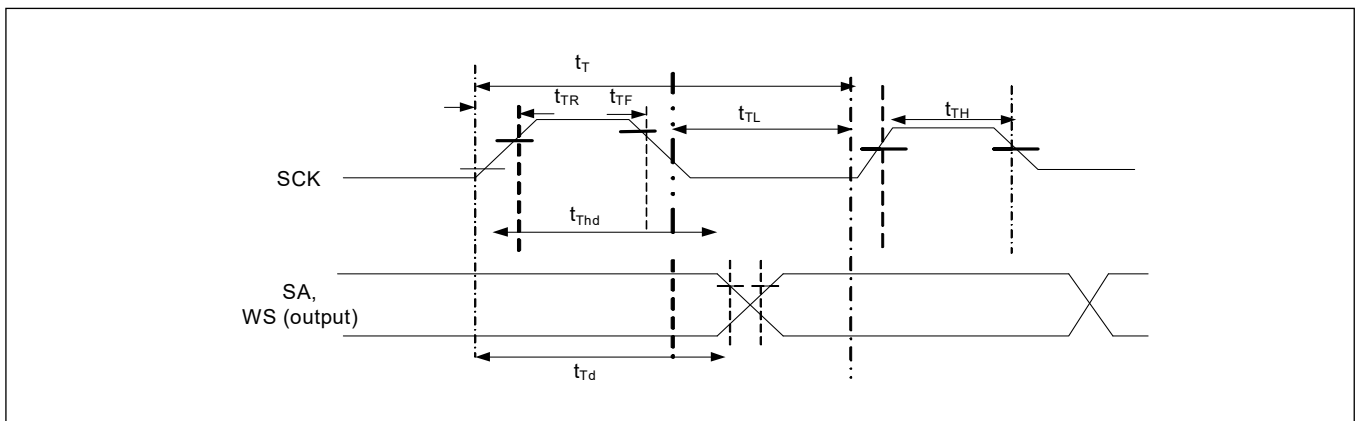 tT
tTR
tTF
tTL
tTH
SCK
tThd
SA,
WS (output)
tTd